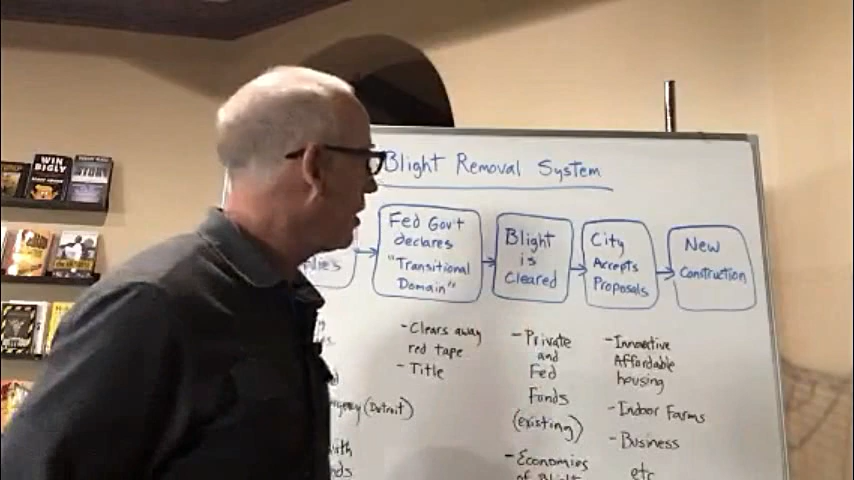 WIN
BIGLY
Blight Removal System
Fed Gov't
declares
"Transitional
Domain"
Blight
is
Cleared
City
Accepts
Proposals
New
Construction
- Clears away
red tape
- Title
(Detroit)
- Private
and
Fed
Funds
(existing)
- Economies
of
- Innovative
Affordable
housing
- Indoor Farms
- Business
etc